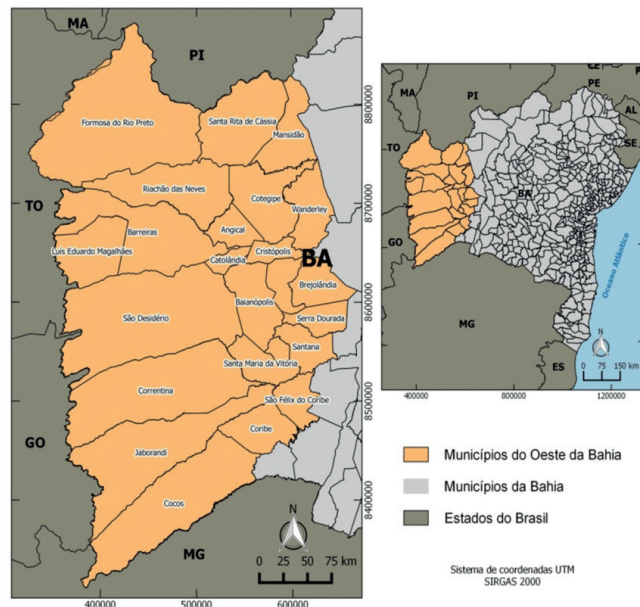 MA
PI
Formosa do Rio Preto
Santa Rita de Cássia
Mansidão
Riachão das Neves
Cotegipe
Wanderley
TO
Angical
Barreiras
Luis Eduardo Magalhães
Cristópolis
Catolândia
BA
Brejolândia
Baianópolis
São Desidério
Serra Dourada
Santana
Santa Maria da Vitória
Correntina
São Félix do Coribe
GO
Coribe
Jaborandi
Cocos
MG
N
0 25 50 75 km
8800000
8700000
8600000
8500000
8400000
400000 500000 600000
CE
MA
PI
PE
AL
SE
TO
BA
GO
Oceano Atlântico
MG
ES
N
0 75 150 km
400000 800000 1200000
Municípios do Oeste da Bahia
Municípios da Bahia
Estados do Brasil
Sistema de coordenadas UTM
SIRGAS 2000